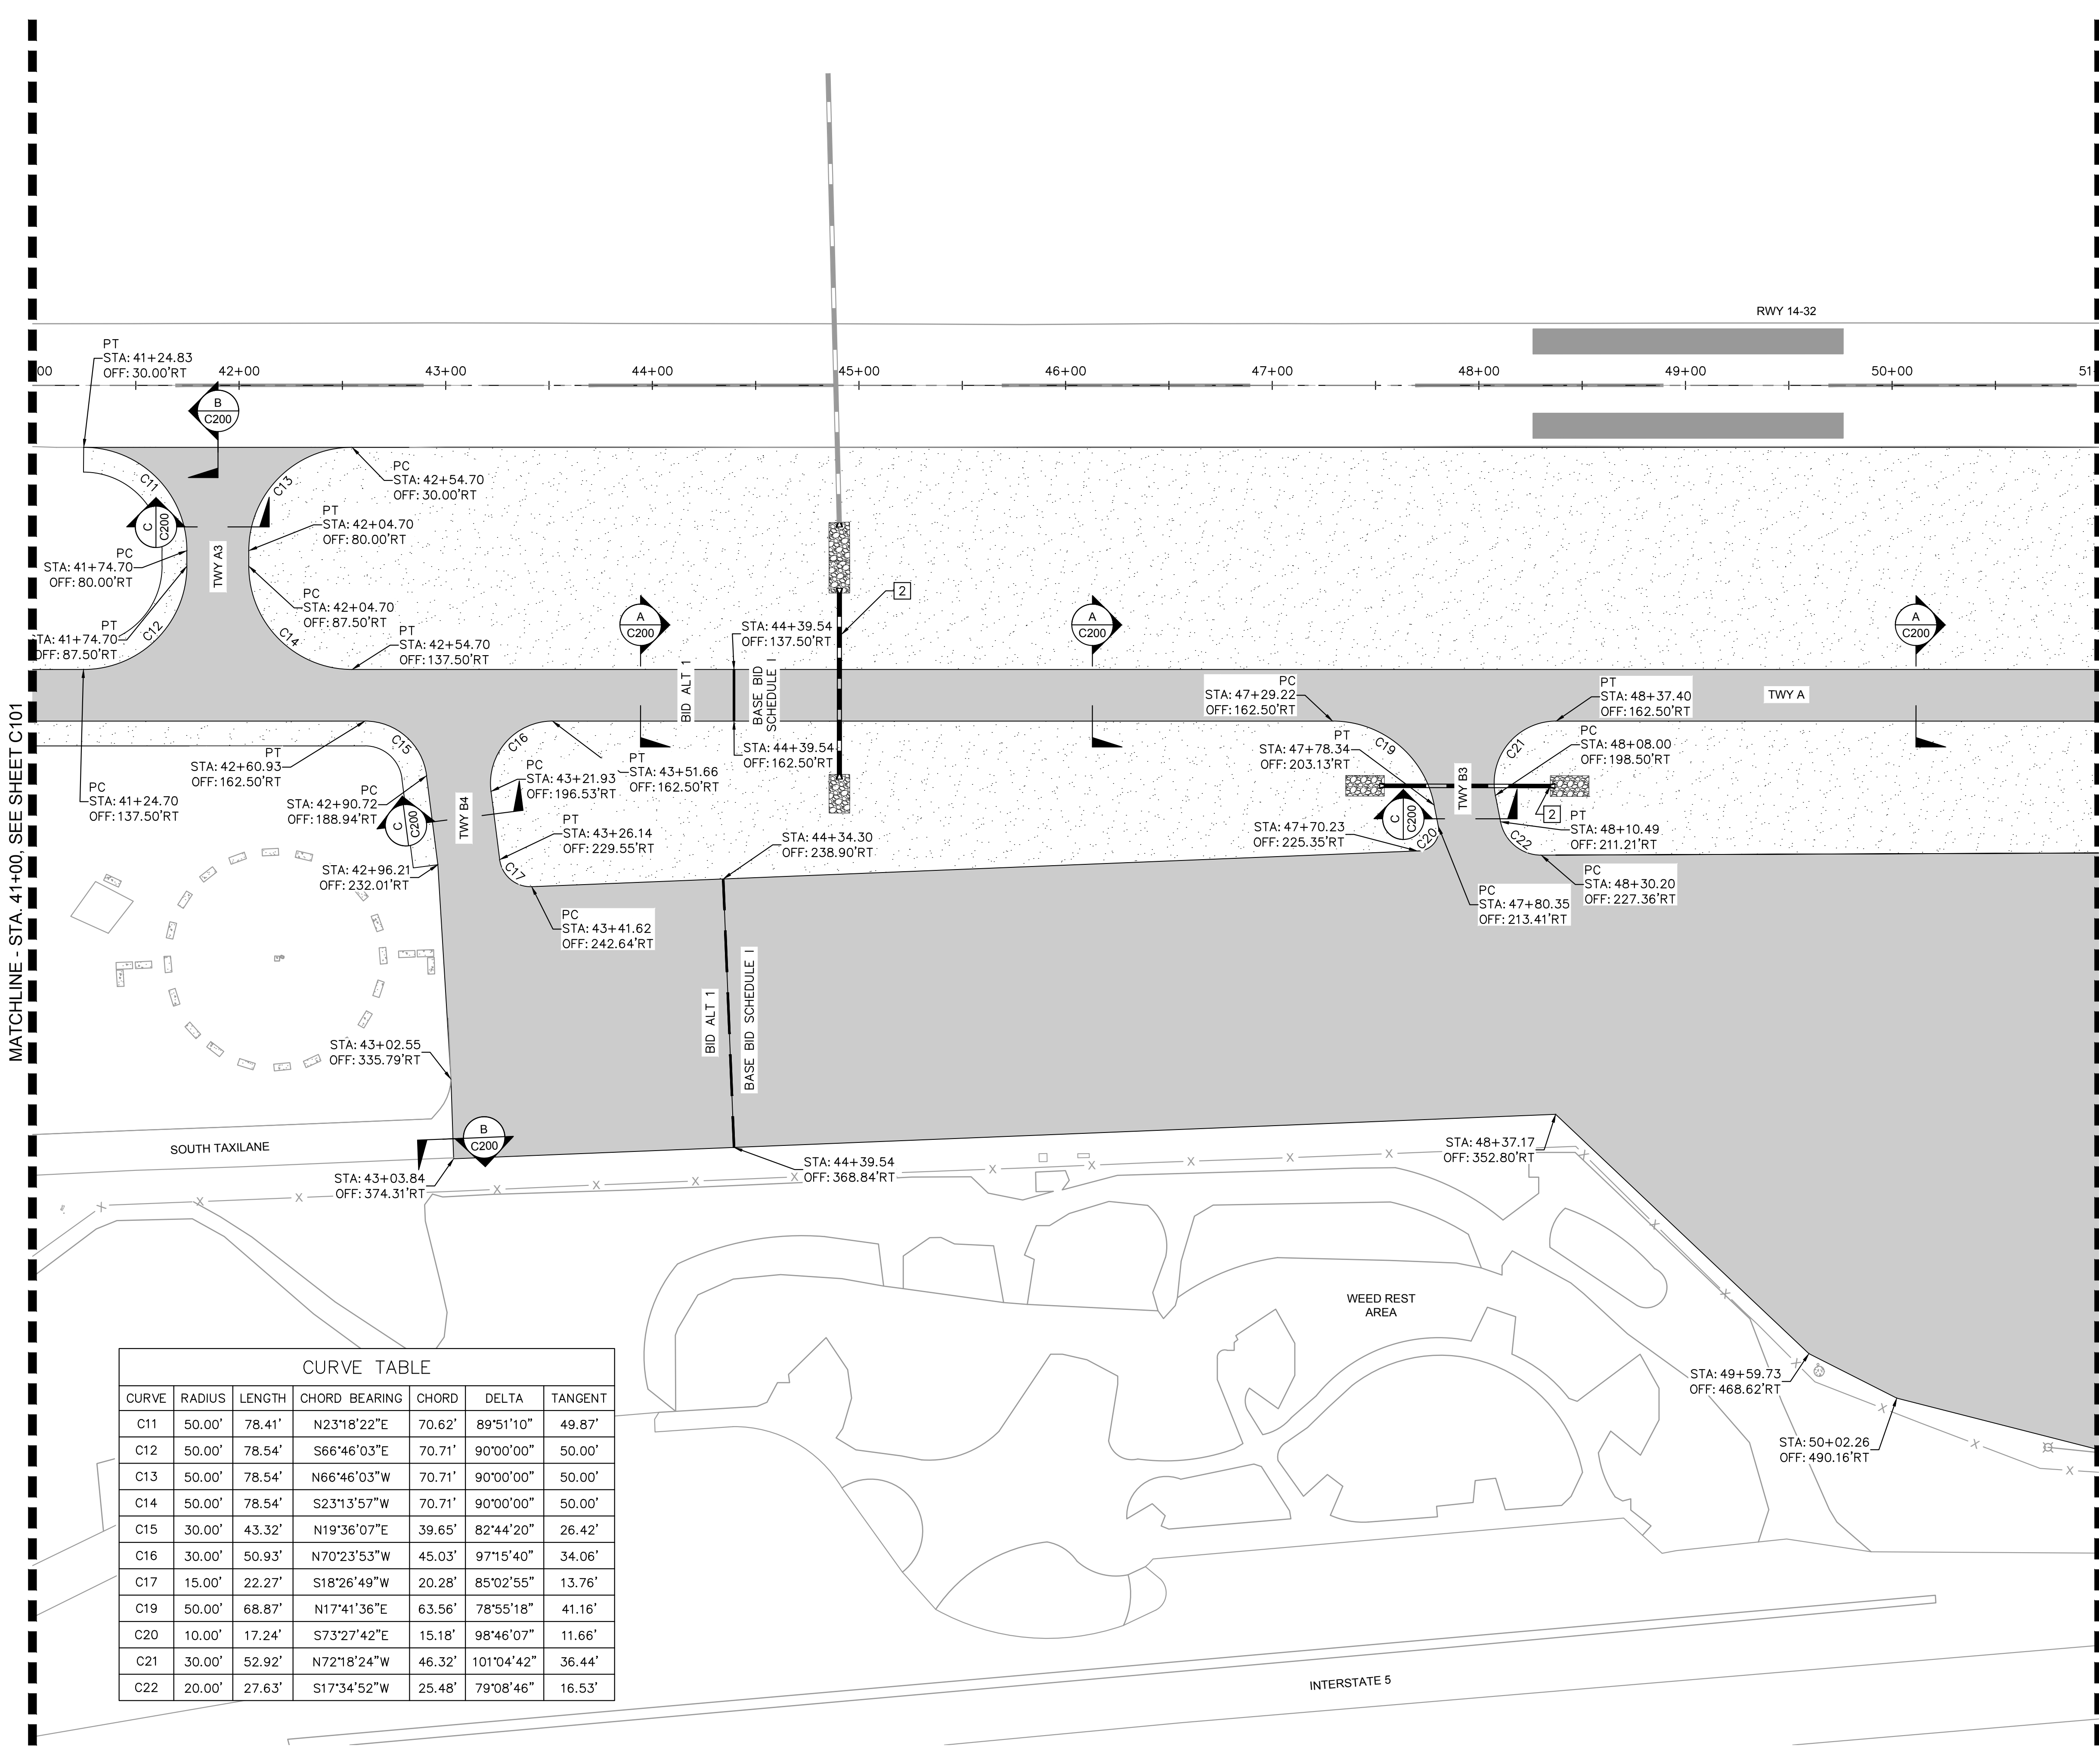 RWY 14-32
00
42+00
43+00
44+00
45+00
46+00
47+00
48+00
49+00
50+00
51
PT
STA: 41+24.83
OFF: 30.00'RT
B
C200
C11
C13
PC
STA: 42+54.70
OFF: 30.00'RT
C
C200
PT
STA: 42+04.70
OFF: 80.00'RT
PC
STA: 41+74.70
OFF: 80.00'RT
TWY A3
PC
STA: 42+04.70
OFF: 87.50'RT
PT
TA: 41+74.70
OFF: 87.50'RT
C12
C14
PT
STA: 42+54.70
OFF: 137.50'RT
A
C200
2
STA: 44+39.54
OFF: 137.50'RT
A
C200
A
C200
BID ALT 1
BASE BID
SCHEDULE I
STA: 44+39.54
OFF: 162.50'RT
PC
STA: 47+29.22
OFF: 162.50'RT
PT
STA: 48+37.40
OFF: 162.50'RT
TWY A
MATCHLINE - STA. 41+00, SEE SHEET C101
PC
STA: 41+24.70
OFF: 137.50'RT
PT
STA: 42+60.93
OFF: 162.50'RT
C15
C16
PC
STA: 42+90.72
OFF: 188.94'RT
C
C200
TWY B4
PC
STA: 43+21.93
OFF: 196.53'RT
PT
STA: 43+51.66
OFF: 162.50'RT
PT
STA: 43+26.14
OFF: 229.55'RT
C17
STA: 42+96.21
OFF: 232.01'RT
PC
STA: 43+41.62
OFF: 242.64'RT
STA: 44+34.30
OFF: 238.90'RT
PT
STA: 47+78.34
OFF: 203.13'RT
C19
C21
PC
STA: 48+08.00
OFF: 198.50'RT
TWY B3
C
C200
2
STA: 47+70.23
OFF: 225.35'RT
C20
C22
PT
STA: 48+10.49
OFF: 211.21'RT
PC
STA: 48+30.20
OFF: 227.36'RT
PC
STA: 47+80.35
OFF: 213.41'RT
BID ALT 1
BASE BID SCHEDULE I
STA: 43+02.55
OFF: 335.79'RT
SOUTH TAXILANE
B
C200
STA: 43+03.84
OFF: 374.31'RT
STA: 44+39.54
OFF: 368.84'RT
STA: 48+37.17
OFF: 352.80'RT
X X X X X X X X X X X X X X X X X X X X
WEED REST
AREA
STA: 49+59.73
OFF: 468.62'RT
STA: 50+02.26
OFF: 490.16'RT
CURVE TABLE
CURVE RADIUS LENGTH CHORD BEARING CHORD DELTA TANGENT
C11 50.00' 78.41' N23°18'22"E 70.62' 89°51'10" 49.87'
C12 50.00' 78.54' S66°46'03"E 70.71' 90°00'00" 50.00'
C13 50.00' 78.54' N66°46'03"W 70.71' 90°00'00" 50.00'
C14 50.00' 78.54' S23°13'57"W 70.71' 90°00'00" 50.00'
C15 30.00' 43.32' N19°36'07"E 39.65' 82°44'20" 26.42'
C16 30.00' 50.93' N70°23'53"W 45.03' 97°15'40" 34.06'
C17 15.00' 22.27' S18°26'49"W 20.28' 85°02'55" 13.76'
C19 50.00' 68.87' N17°41'36"E 63.56' 78°55'18" 41.16'
C20 10.00' 17.24' S73°27'42"E 15.18' 98°46'07" 11.66'
C21 30.00' 52.92' N72°18'24"W 46.32' 101°04'42" 36.44'
C22 20.00' 27.63' S17°34'52"W 25.48' 79°08'46" 16.53'
INTERSTATE 5